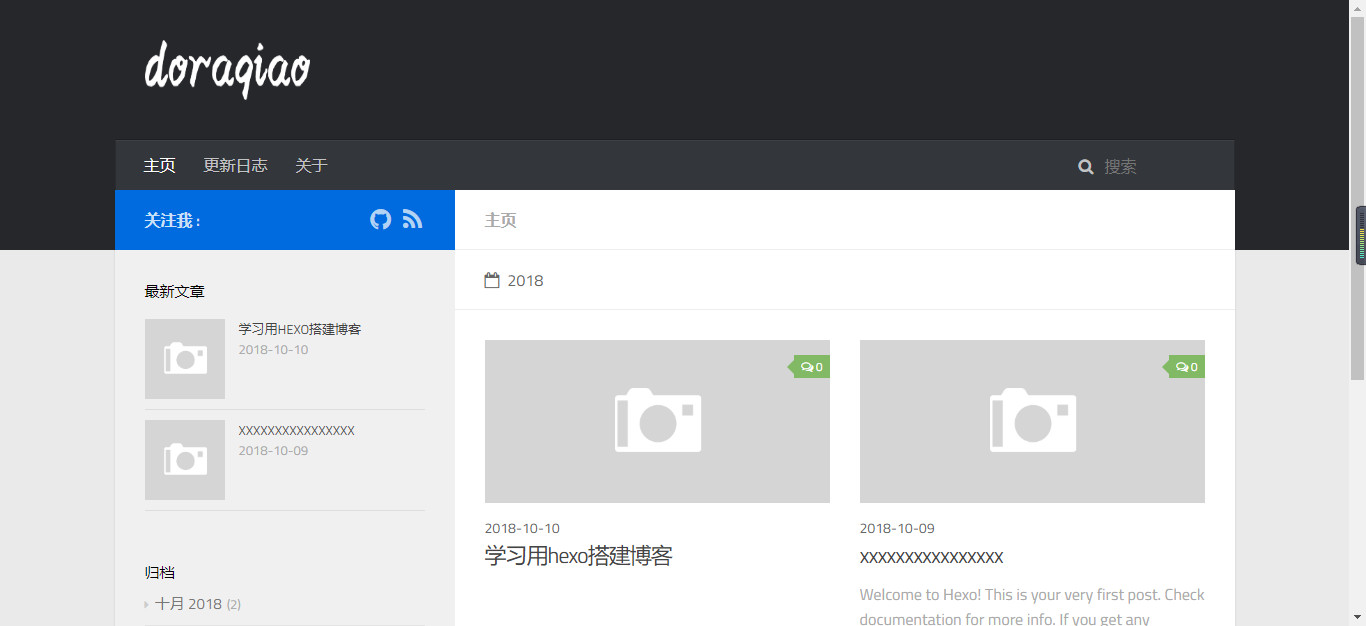 doraqiao
主页 更新日志 关于 搜索
关注我 :
主页
2018
最新文章
学习用HEXO搭建博客
2018-10-10
XXXXXXXXXXXXXXXX
2018-10-09
归档
十月 2018 (2)
0
2018-10-10
学习用hexo搭建博客
0
2018-10-09
xxxxxxxxxxxxxxxx
Welcome to Hexo! This is your very first post. Check
documentation for more info. If you get any